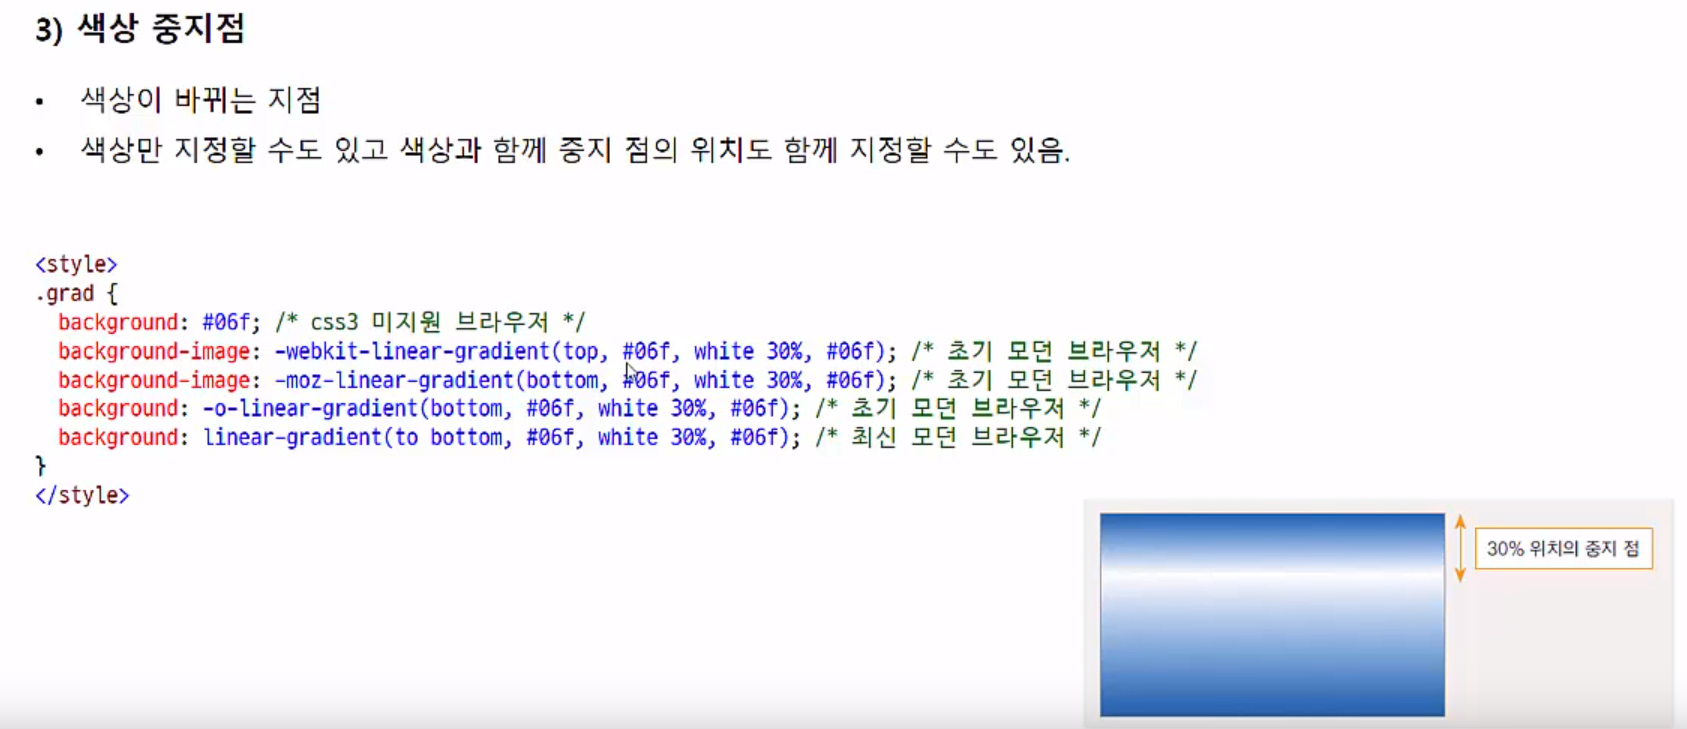 3) 색상 중지점
• 색상이 바뀌는 지점
• 색상만 지정할 수도 있고 색상과 함께 중지 점의 위치도 함께 지정할 수도 있음.
<style>
.grad {
background: #06f; /* css3 미지원 브라우저 */
background-image: -webkit-linear-gradient(top, #06f, white 30%, #06f); /* 초기 모던 브라우저 */
background-image: -moz-linear-gradient(bottom, #06f, white 30%, #06f); /* 초기 모던 브라우저 */
background: -o-linear-gradient(bottom, #06f, white 30%, #06f); /* 초기 모던 브라우저 */
background: linear-gradient(to bottom, #06f, white 30%, #06f); /* 최신 모던 브라우저 */
}
</style>
30% 위치의 중지 점